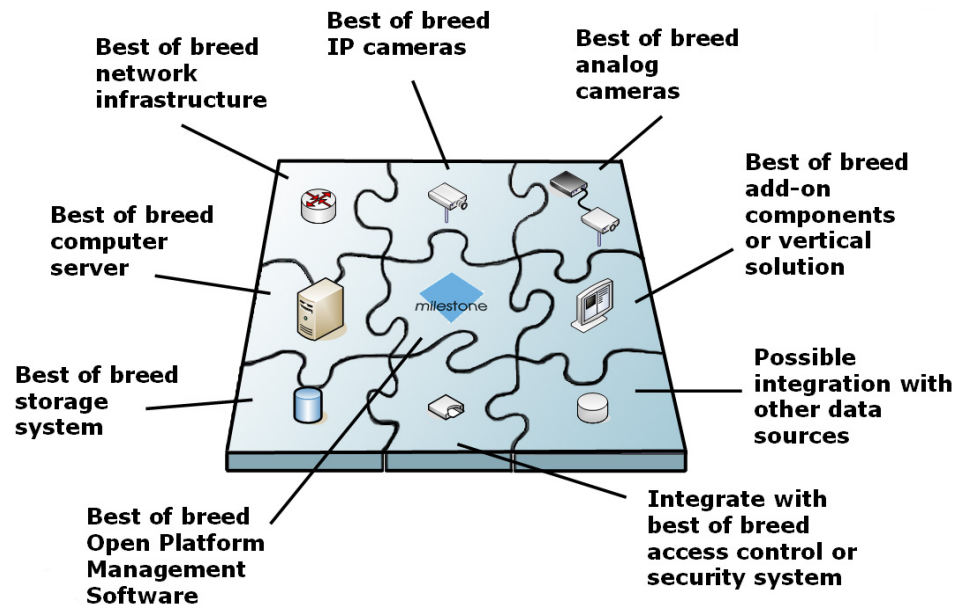 Best of breed
IP cameras
Best of breed
network
infrastructure
Best of breed
analog
cameras
Best of breed
add-on
components
or vertical
solution
Best of breed
computer
server
milestone
Possible
integration with
other data
sources
Best of breed
storage
system
Integrate with
best of breed
access control or
security system
Best of breed
Open Platform
Management
Software